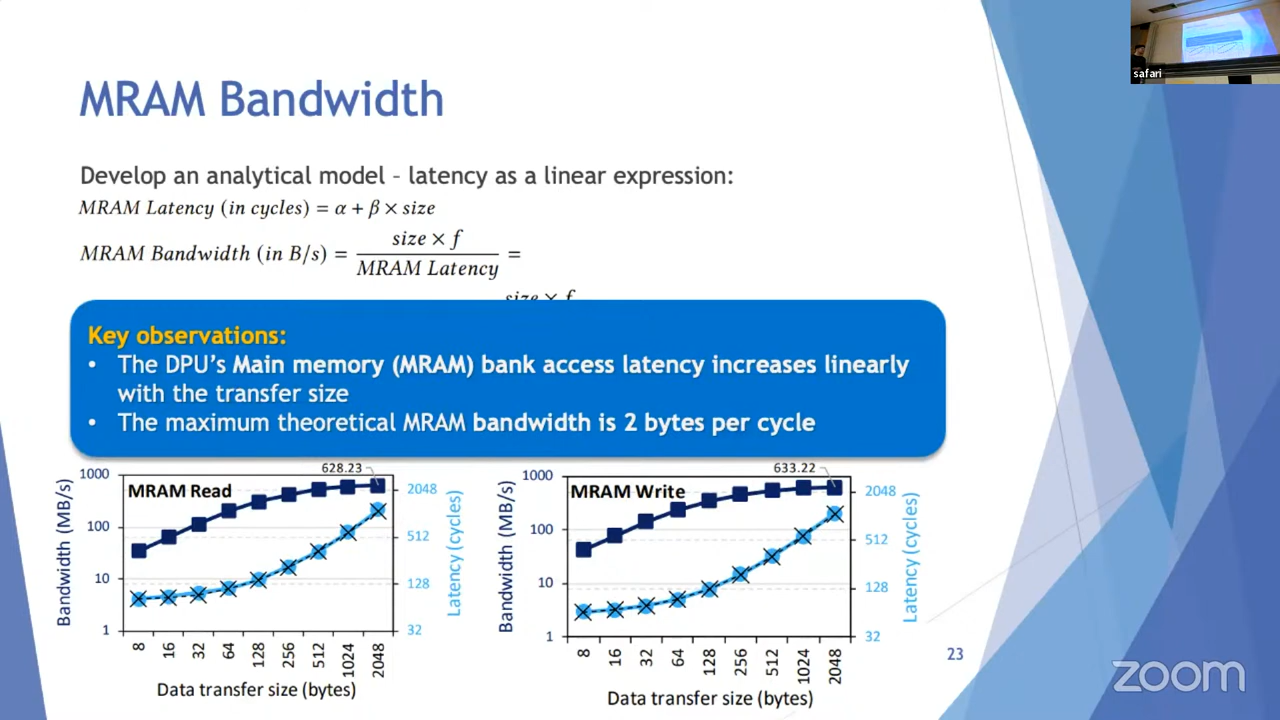 safari
MRAM Bandwidth
Develop an analytical model – latency as a linear expression:
MRAM Latency (in cycles) = α + β × size
MRAM Bandwidth (in B/s) = size × f / MRAM Latency =
size × f
Key observations:
• The DPU's Main memory (MRAM) bank access latency increases linearly
with the transfer size
• The maximum theoretical MRAM bandwidth is 2 bytes per cycle
628.23
MRAM Read
Bandwidth (MB/s)
1000
100
10
1
Latency (cycles)
2048
512
128
32
8 16 32 64 128 256 512 1024 2048
Data transfer size (bytes)
633.22
MRAM Write
Bandwidth (MB/s)
1000
100
10
1
Latency (cycles)
2048
512
128
32
8 16 32 64 128 256 512 1024 2048
Data transfer size (bytes)
23
zoom